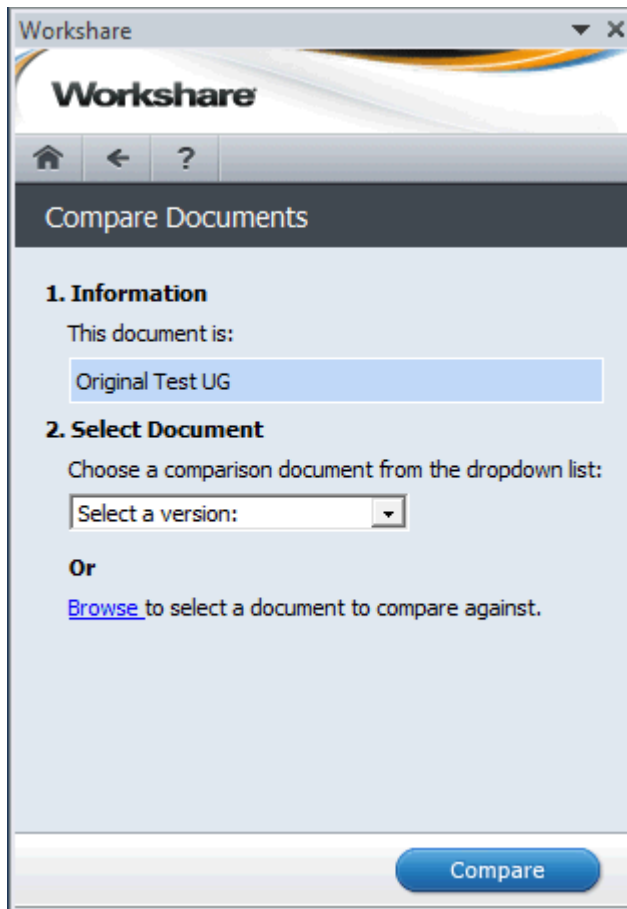 Workshare
Workshare
?
Compare Documents
1. Information
This document is:
Original Test UG
2. Select Document
Choose a comparison document from the dropdown list:
Select a version:
Or
Browse to select a document to compare against.
Compare